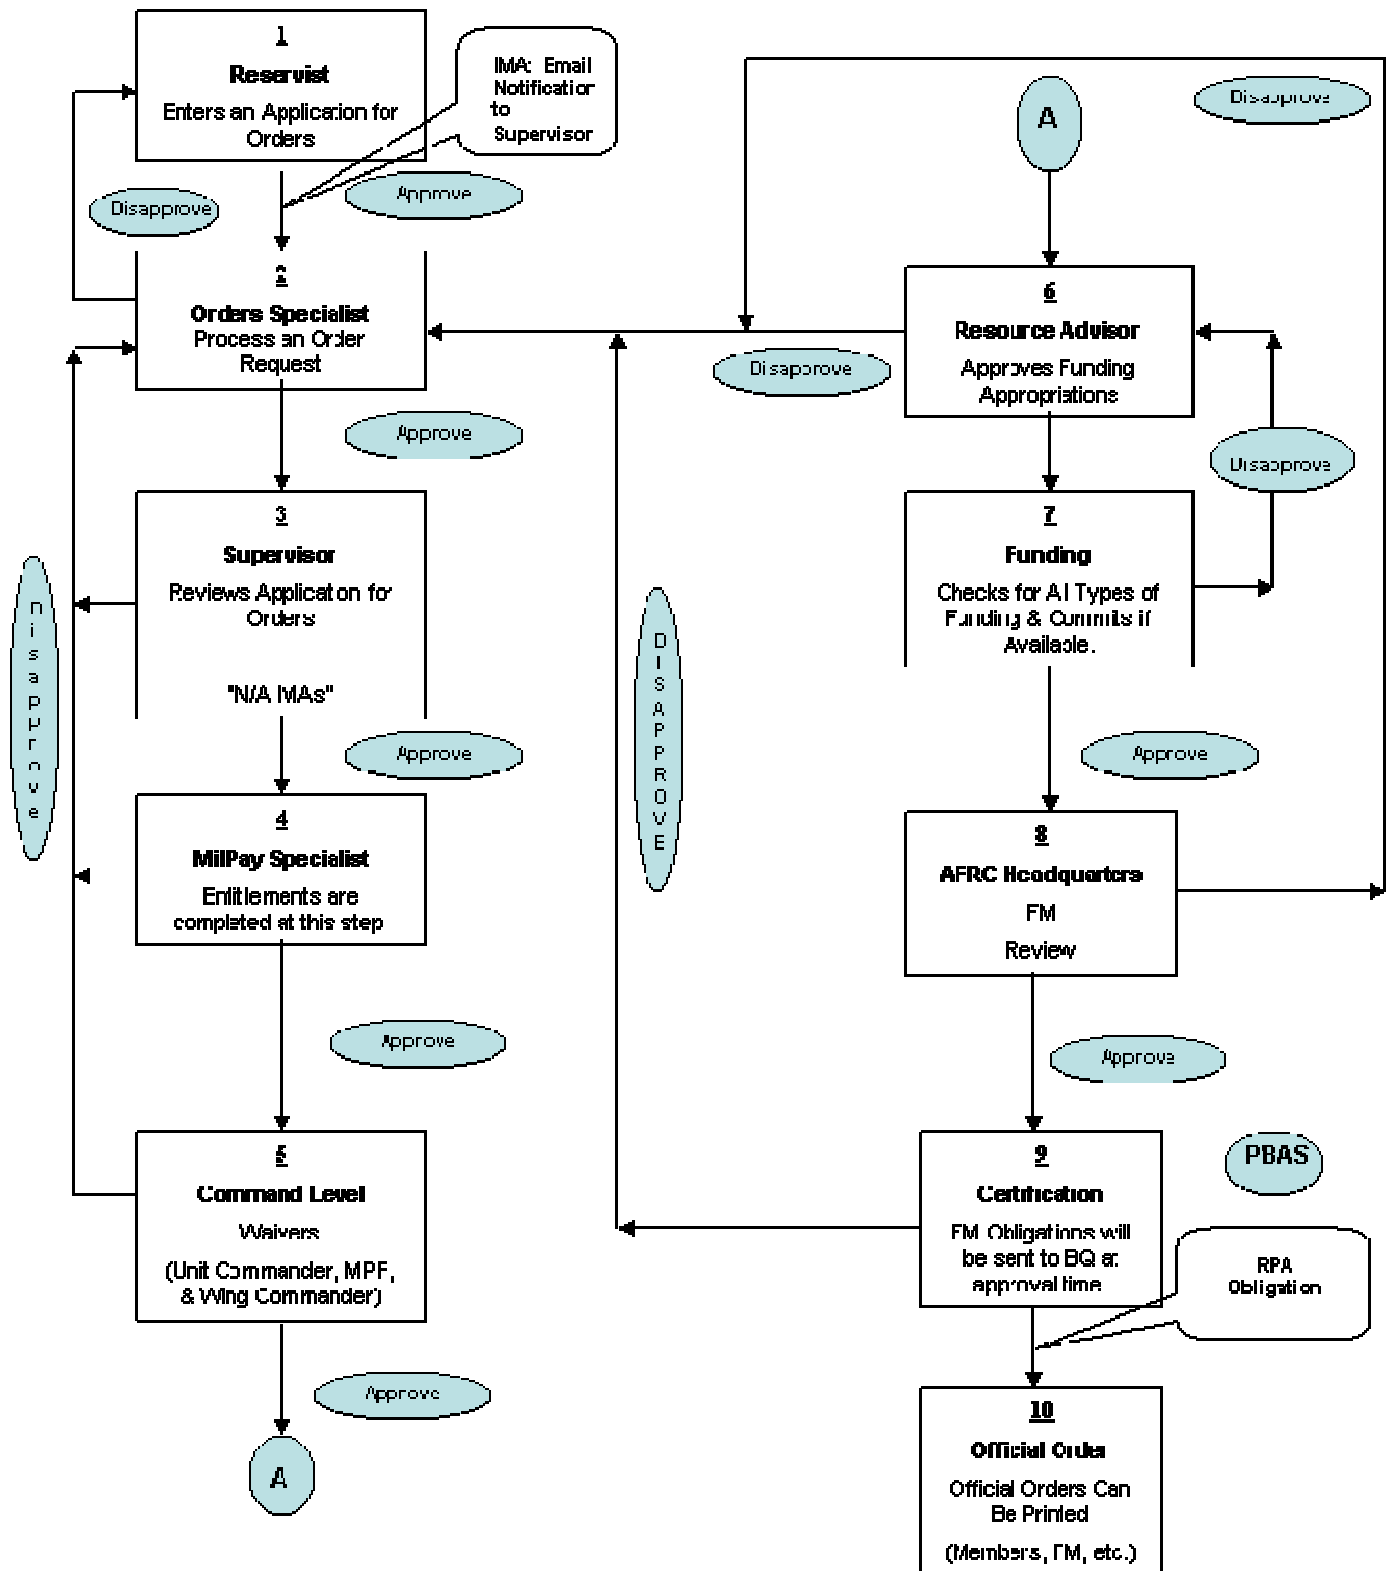 1
Reservist
Enters an Application for
Orders
IMA: Email
Notification
to
Supervisor
Disapprove
Approve
2
Orders Specialist
Process an Order
Request
Approve
3
Supervisor
Reviews Application for
Orders
"N/A IMAs"
Disapprove
Approve
4
MilPay Specialist
Entitlements are
completed at this step
Approve
5
Command Level
Waivers
(Unit Commander, MPF,
& Wing Commander)
Approve
A
A
Disapprove
6
Resource Advisor
Approves Funding
Appropriations
Disapprove
Disapprove
7
Funding
Checks for All Types of
Funding & Commits if
Available.
DISAPPROVE
Approve
8
AFRC Headquarters
FM
Review
Approve
9
Certification
FM Obligations will
be sent to BQ at
approval time
PBAS
RPA
Obligation
10
Official Order
Official Orders Can
Be Printed
(Members, FM, etc.)